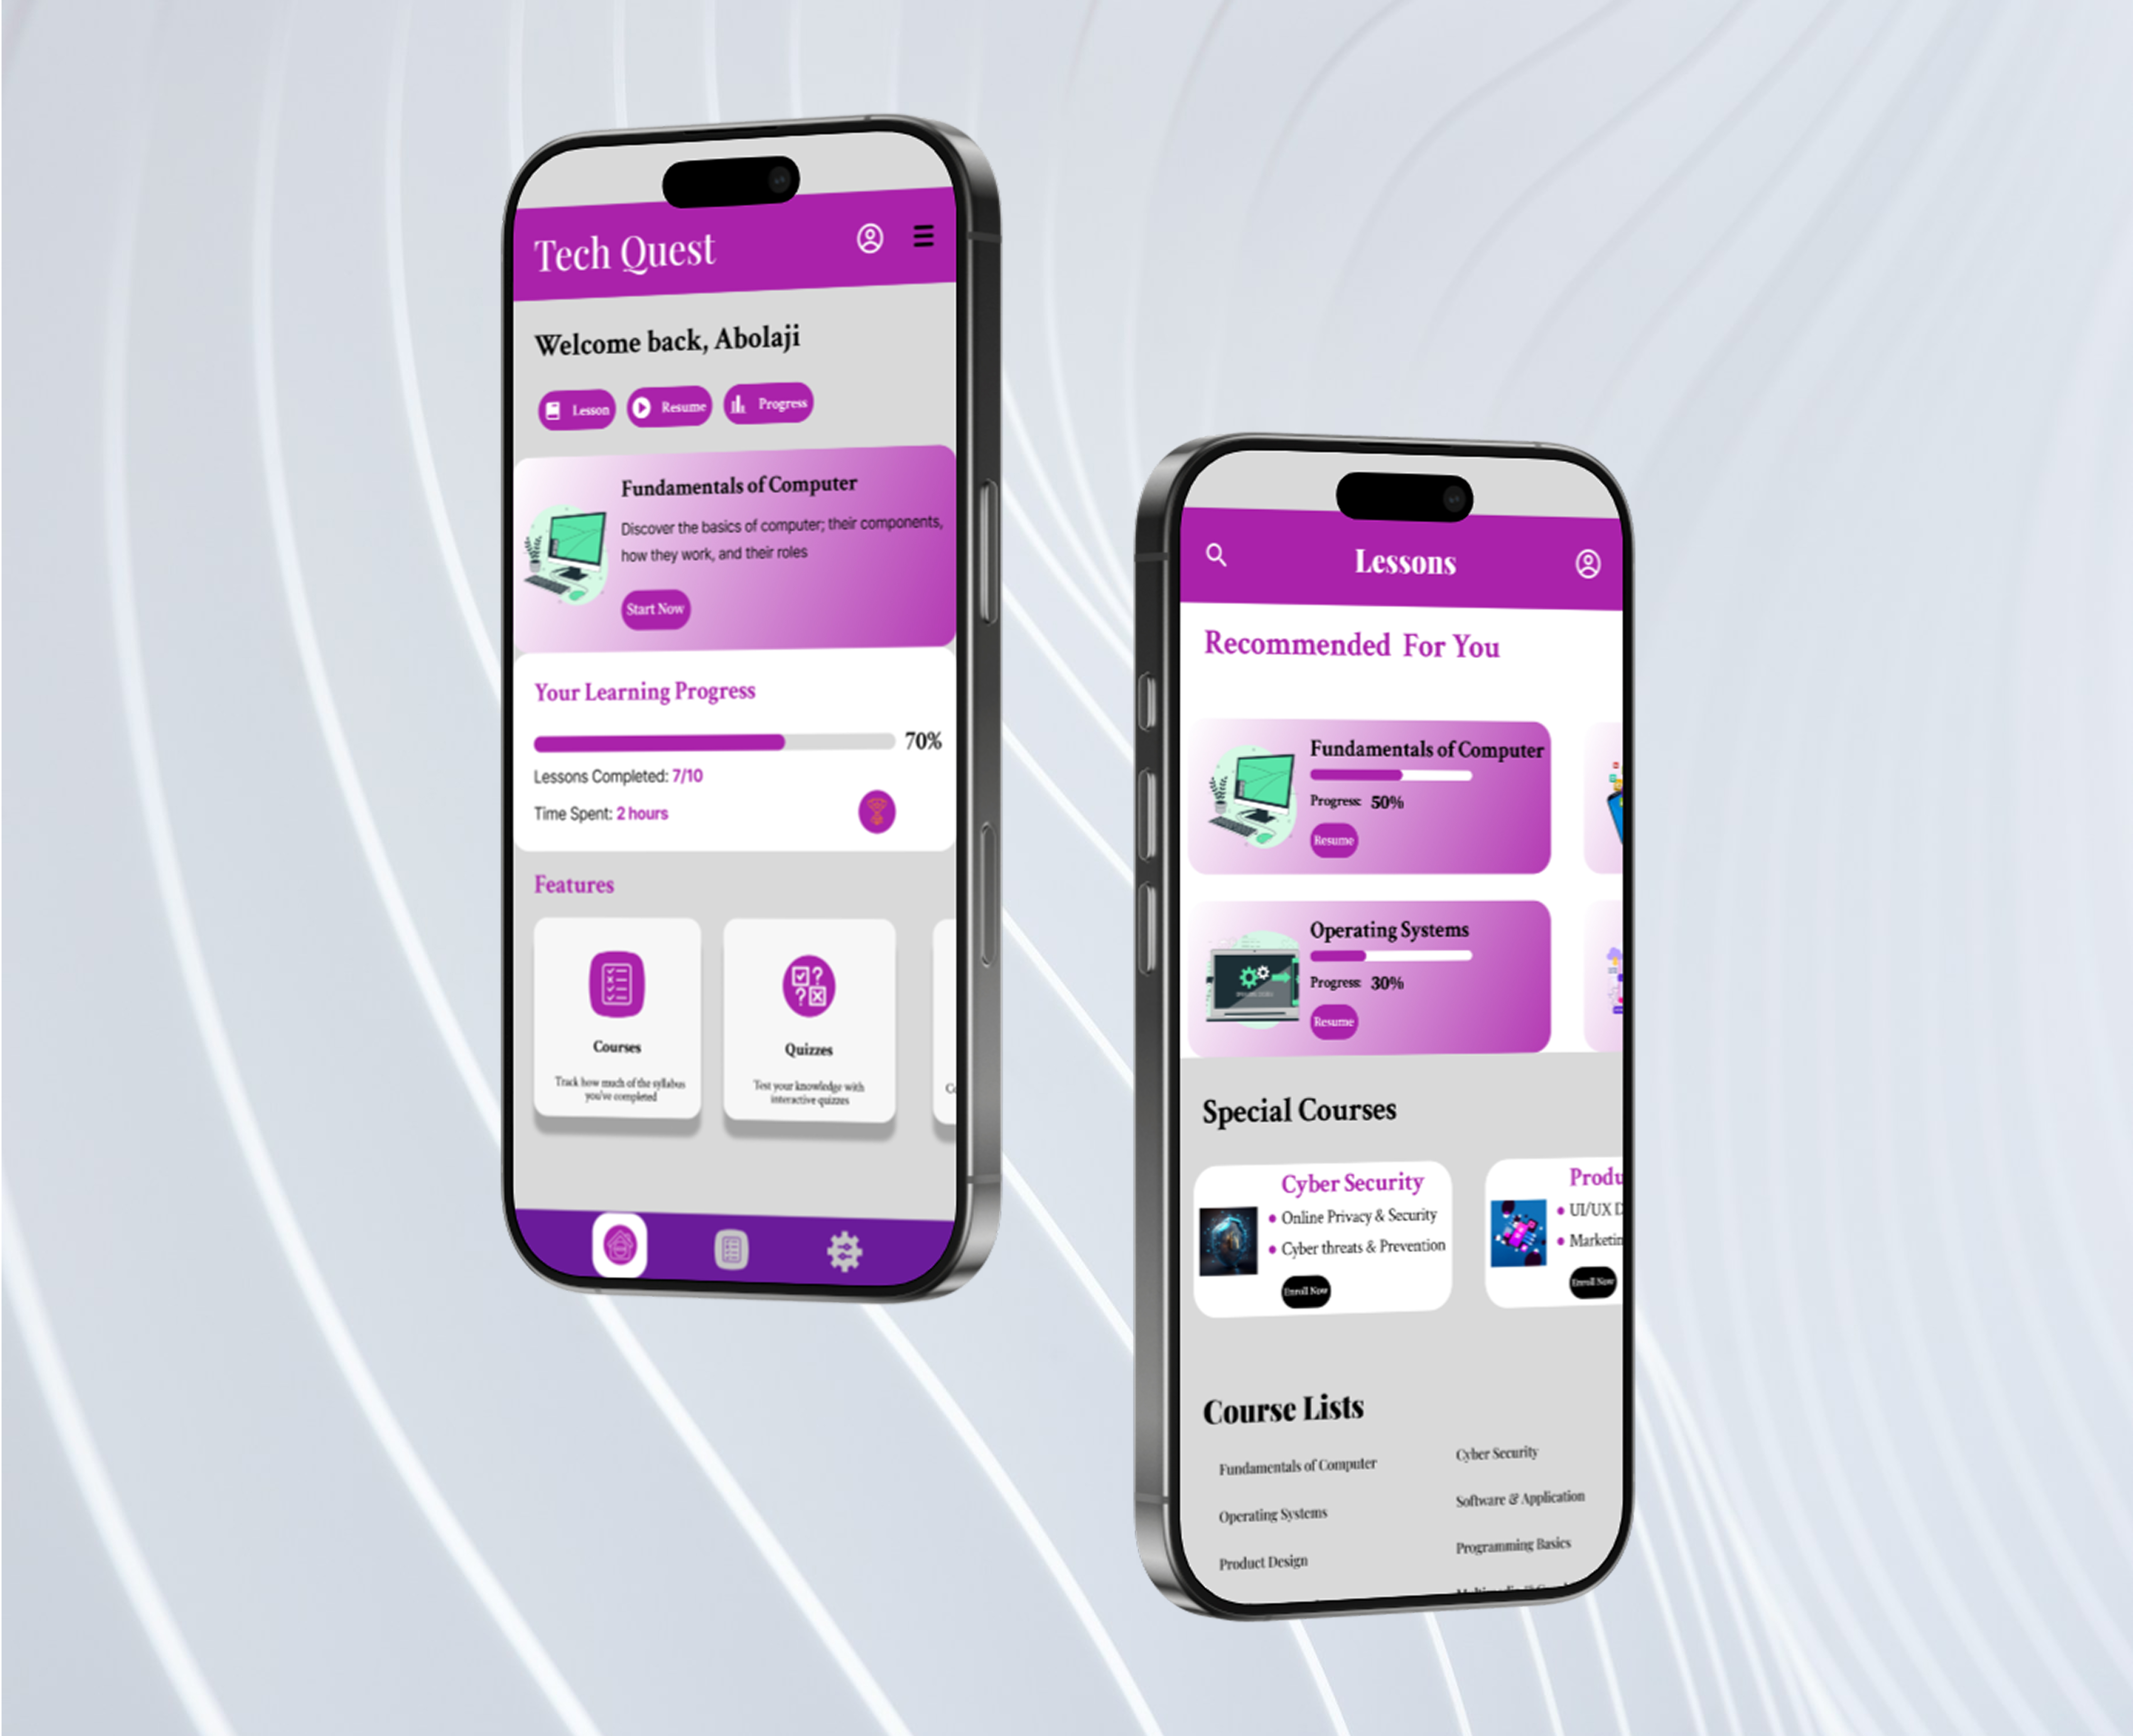 Tech Quest
Welcome back, Abolaji
Lesson
Resume
Progress
Fundamentals of Computer
Discover the basics of computer; their components,
how they work, and their roles
Start Now
Your Learning Progress
70%
Lessons Completed: 7/10
Time Spent: 2 hours
Features
Courses
Track how much of the syllabus
you've completed
Quizzes
Test your knowledge with
interactive quizzes
Lessons
Recommended For You
Fundamentals of Computer
Progress: 50%
Resume
Operating Systems
Progress: 30%
Resume
Special Courses
Cyber Security
• Online Privacy & Security
• Cyber threats & Prevention
Enroll Now
Produ
• UI/UX D
• Marketin
Enroll Now
Course Lists
Fundamentals of Computer
Operating Systems
Product Design
Cyber Security
Software & Application
Programming Basics